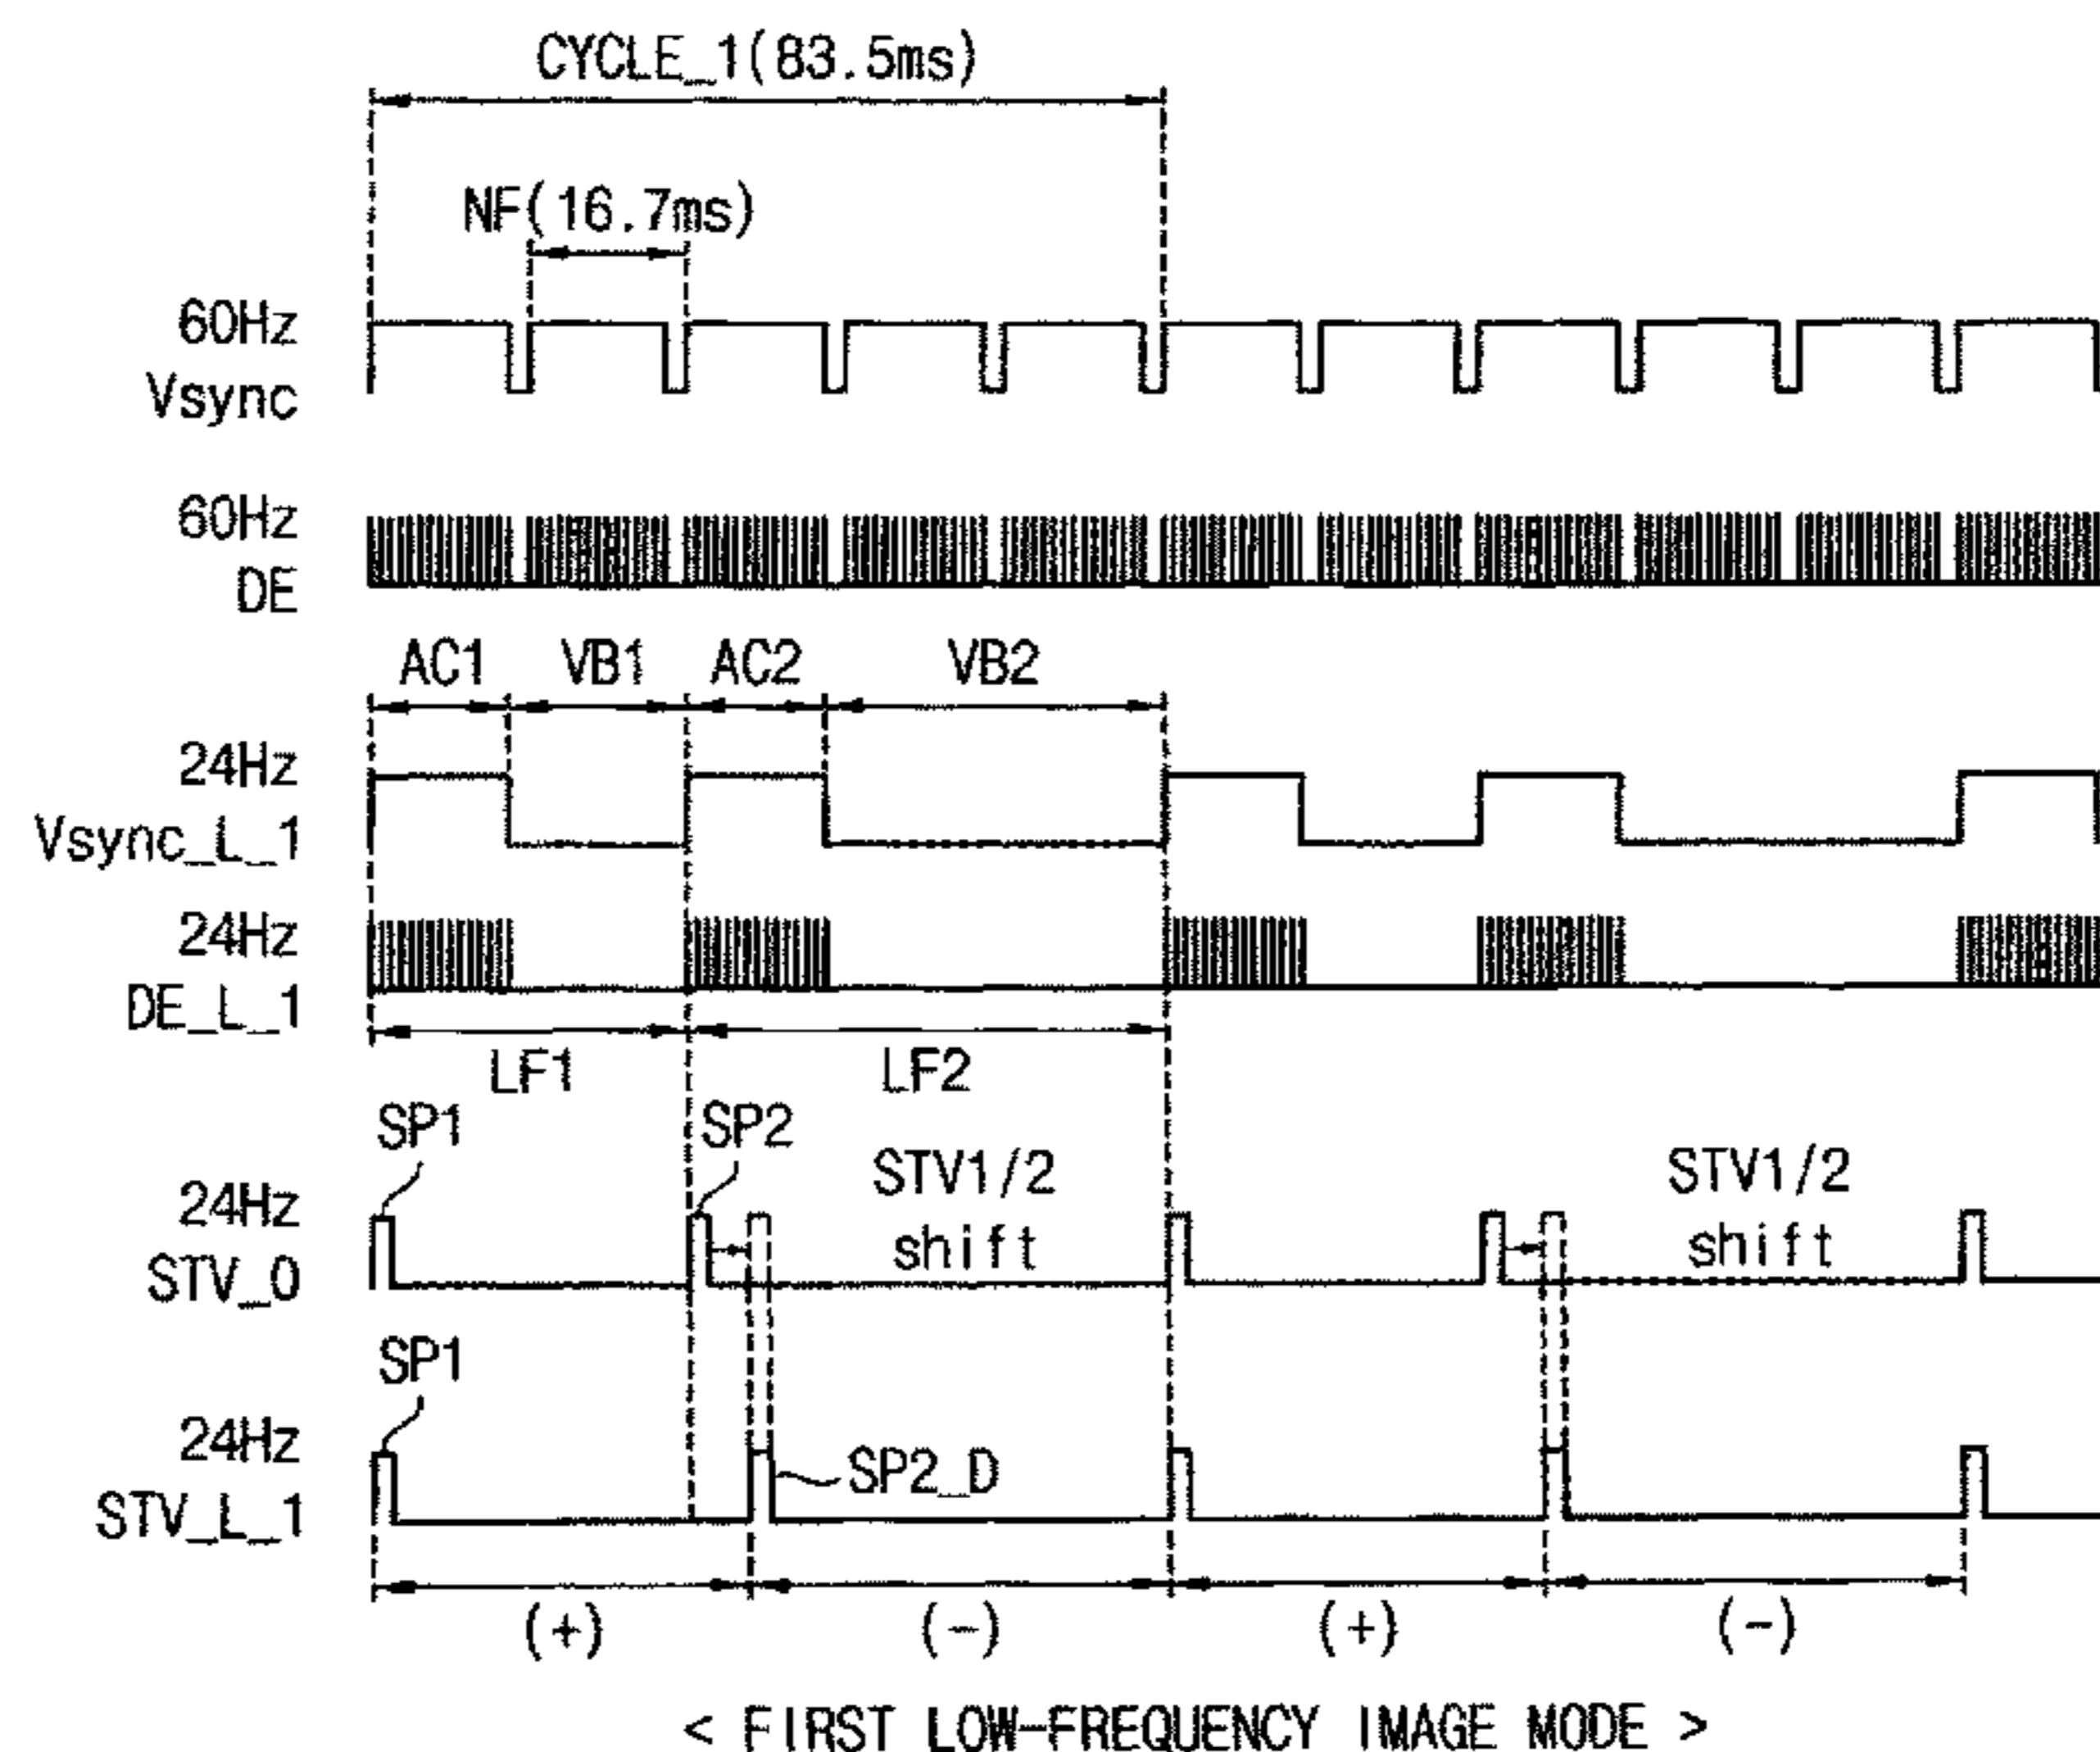 CYCLE_1(83.5ms)
NF(16.7ms)
60Hz
Vsync
60Hz
DE
AC1 VB1 AC2 VB2
24Hz
Vsync_L_1
24Hz
DE_L_1
LF1 LF2
SP1 SP2
STV1/2 STV1/2
shift shift
24Hz
STV_0
SP1
24Hz
STV_L_1
SP2_D
(+) (-) (+) (-)
< FIRST LOW-FREQUENCY IMAGE MODE >